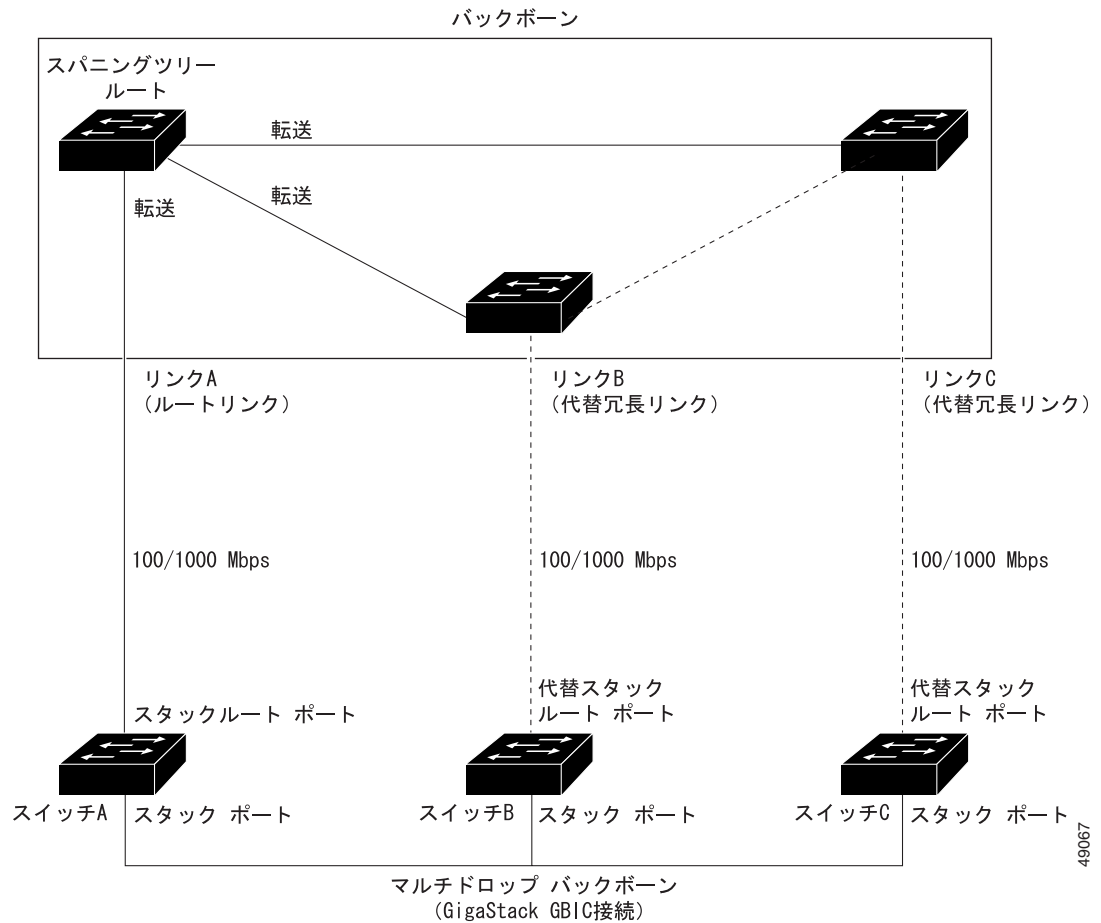 バックボーン
スパニングツリー
ルート
転送
転送
転送
リンクA
(ルートリンク)
リンクB
(代替冗長リンク)
リンクC
(代替冗長リンク)
100/1000 Mbps
100/1000 Mbps
100/1000 Mbps
スタックルート ポート
代替スタック
ルート ポート
代替スタック
ルート ポート
スイッチA
スタック ポート
スイッチB
スタック ポート
スイッチC
スタック ポート
マルチドロップ バックボーン
(GigaStack GBIC接続)
49067